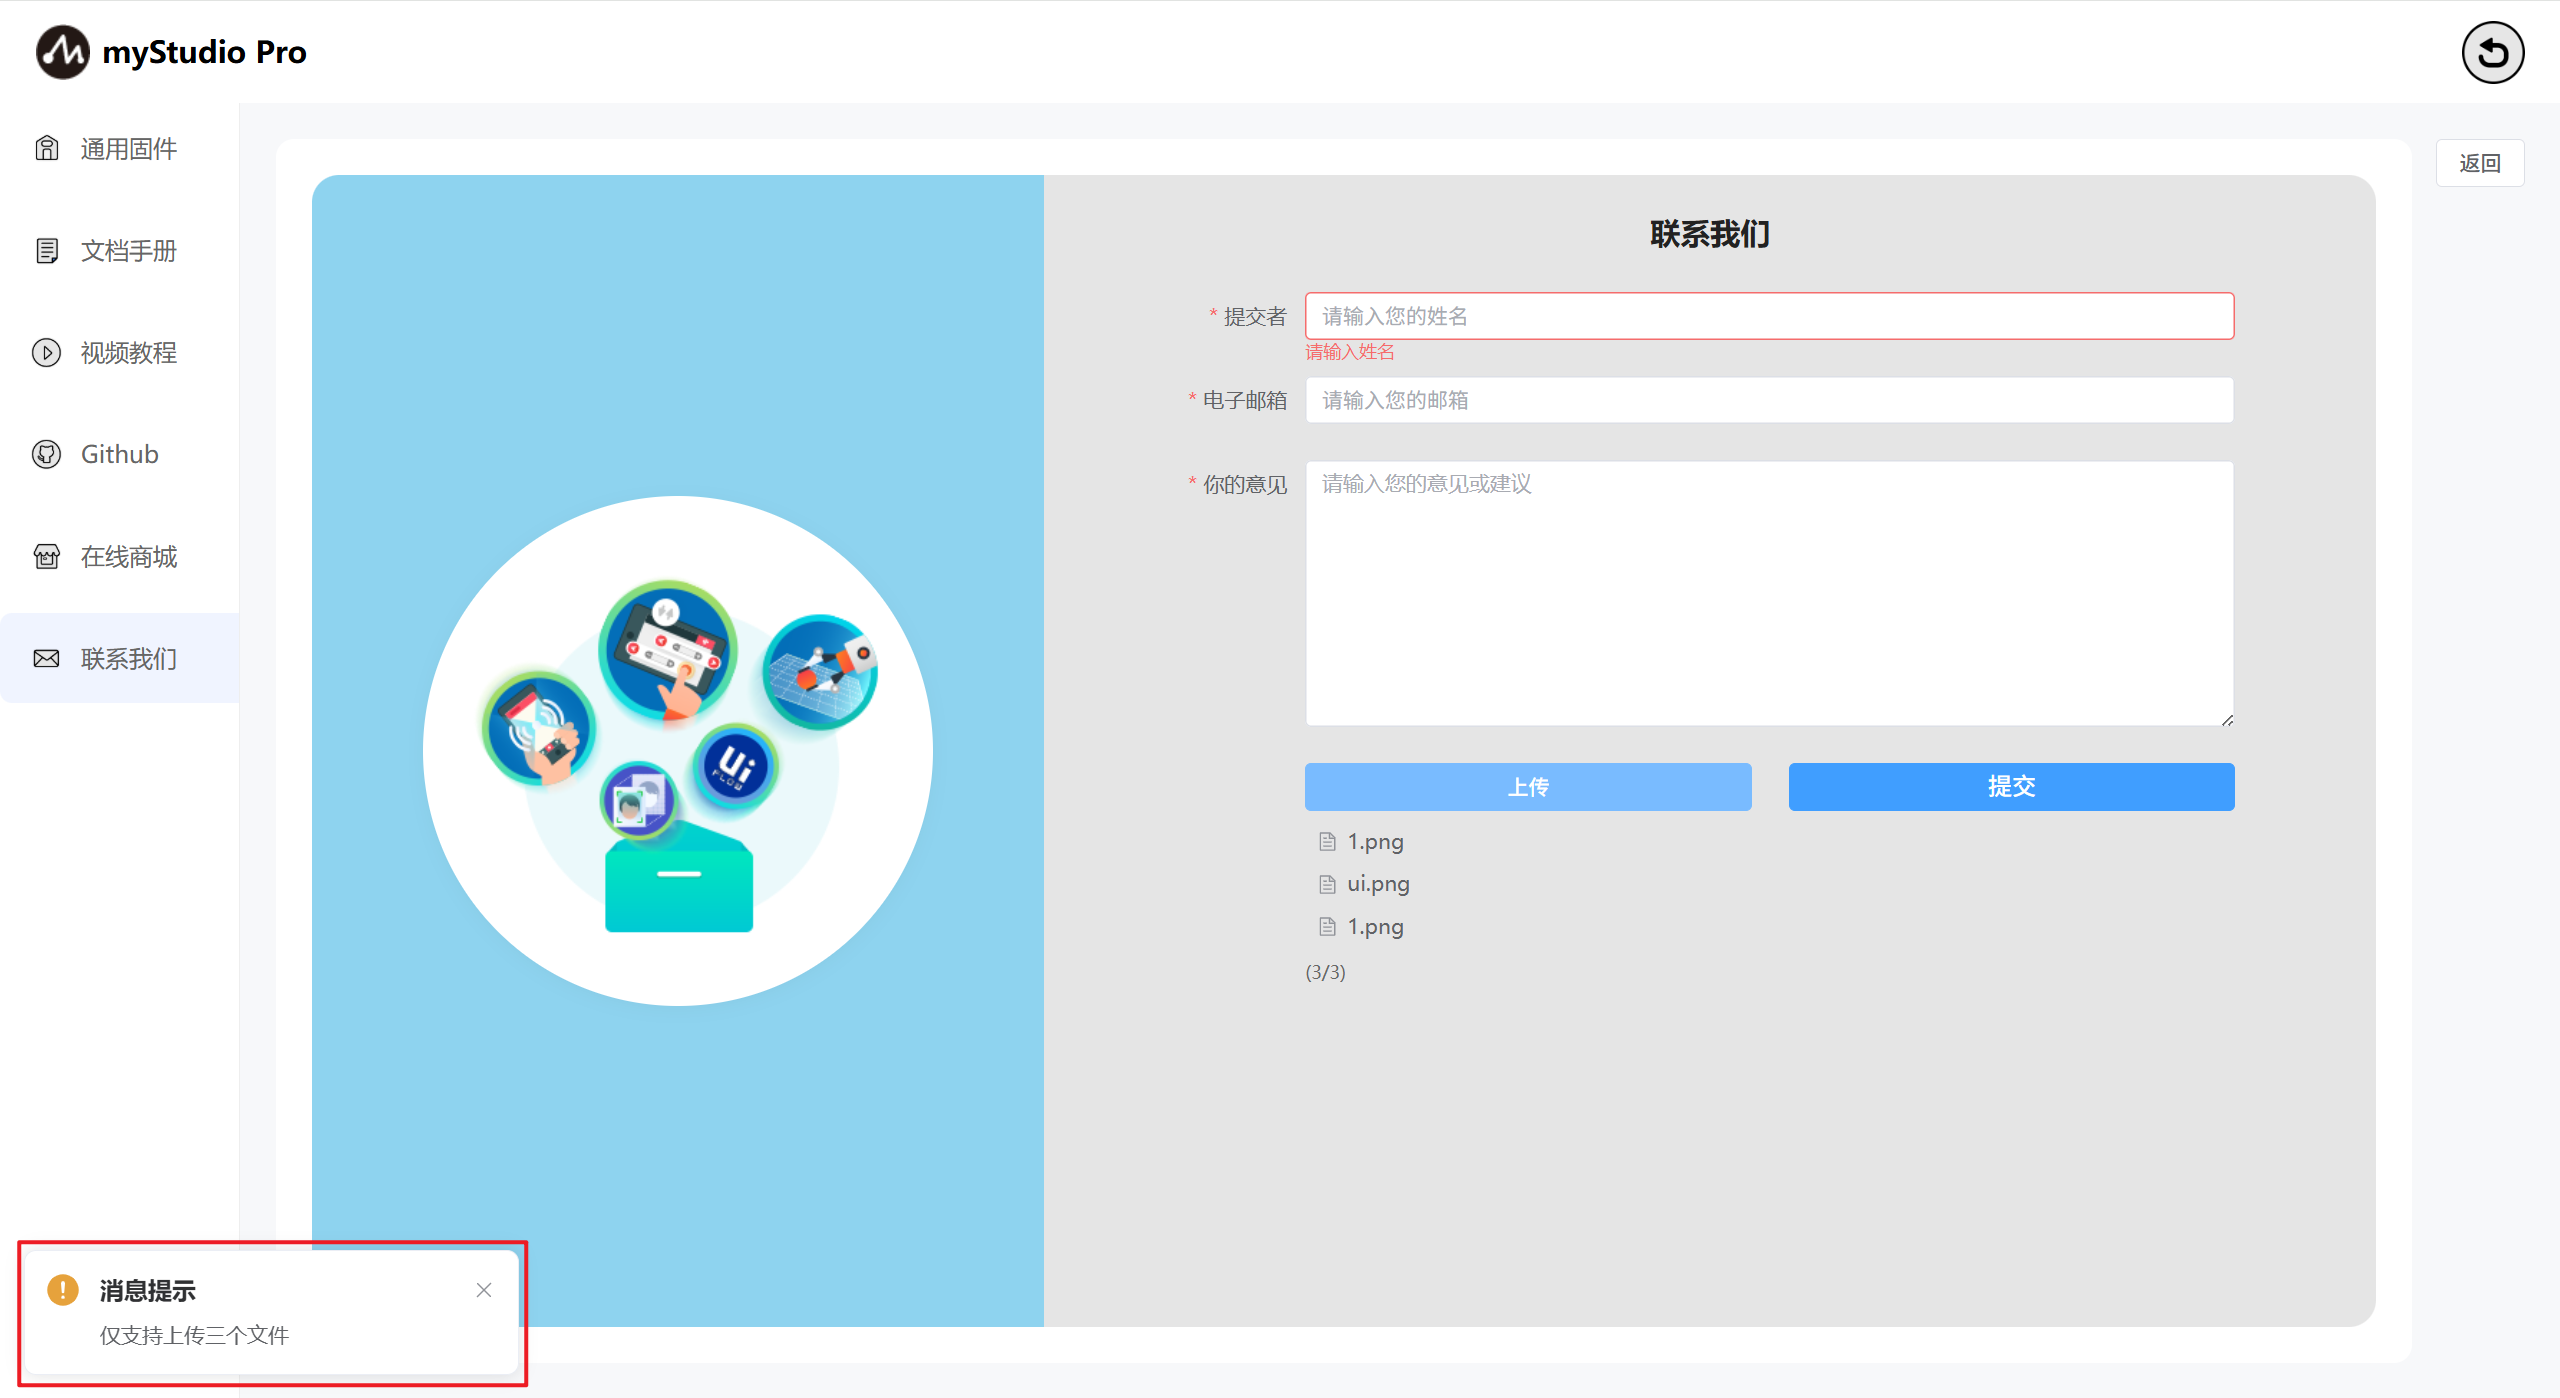 myStudio Pro
通用固件
文档手册
视频教程
Github
在线商城
联系我们
返回
联系我们
* 提交者
请输入您的姓名
请输入姓名
* 电子邮箱
请输入您的邮箱
* 你的意见
请输入您的意见或建议
上传
提交
1.png
ui.png
1.png
(3/3)
Ui
FLOW
消息提示
仅支持上传三个文件